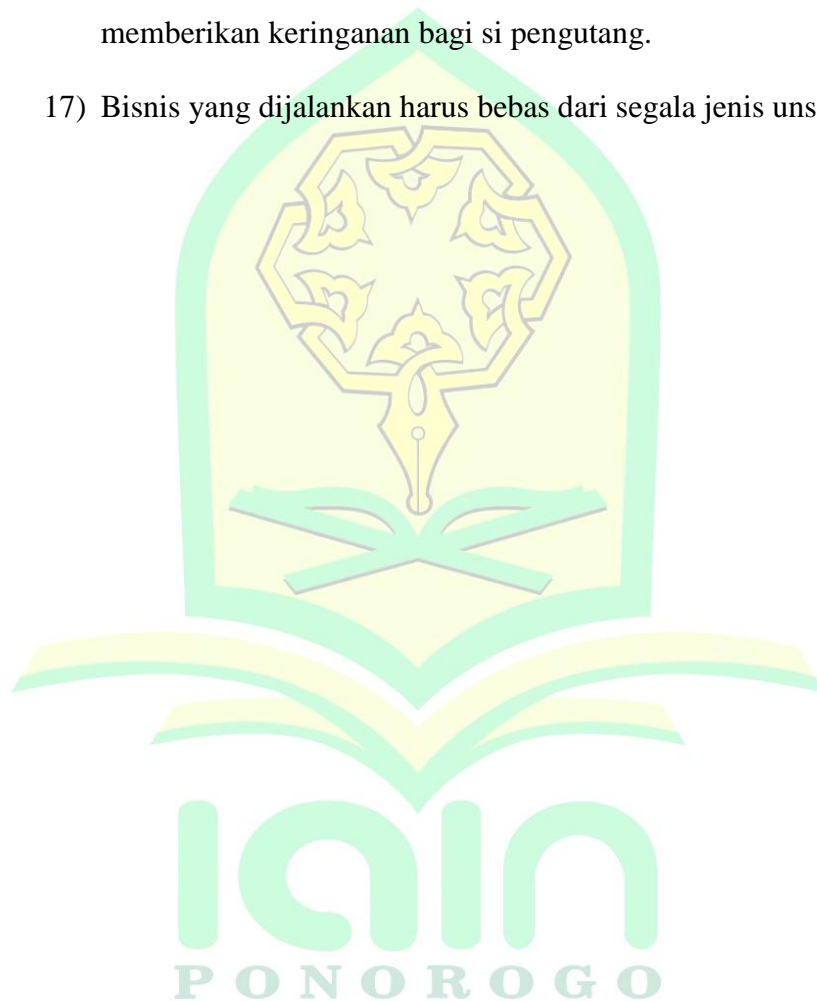 memberikan keringanan bagi si pengutang.
17) Bisnis yang dijalankan harus bebas dari segala jenis uns
iain
PONOROGO